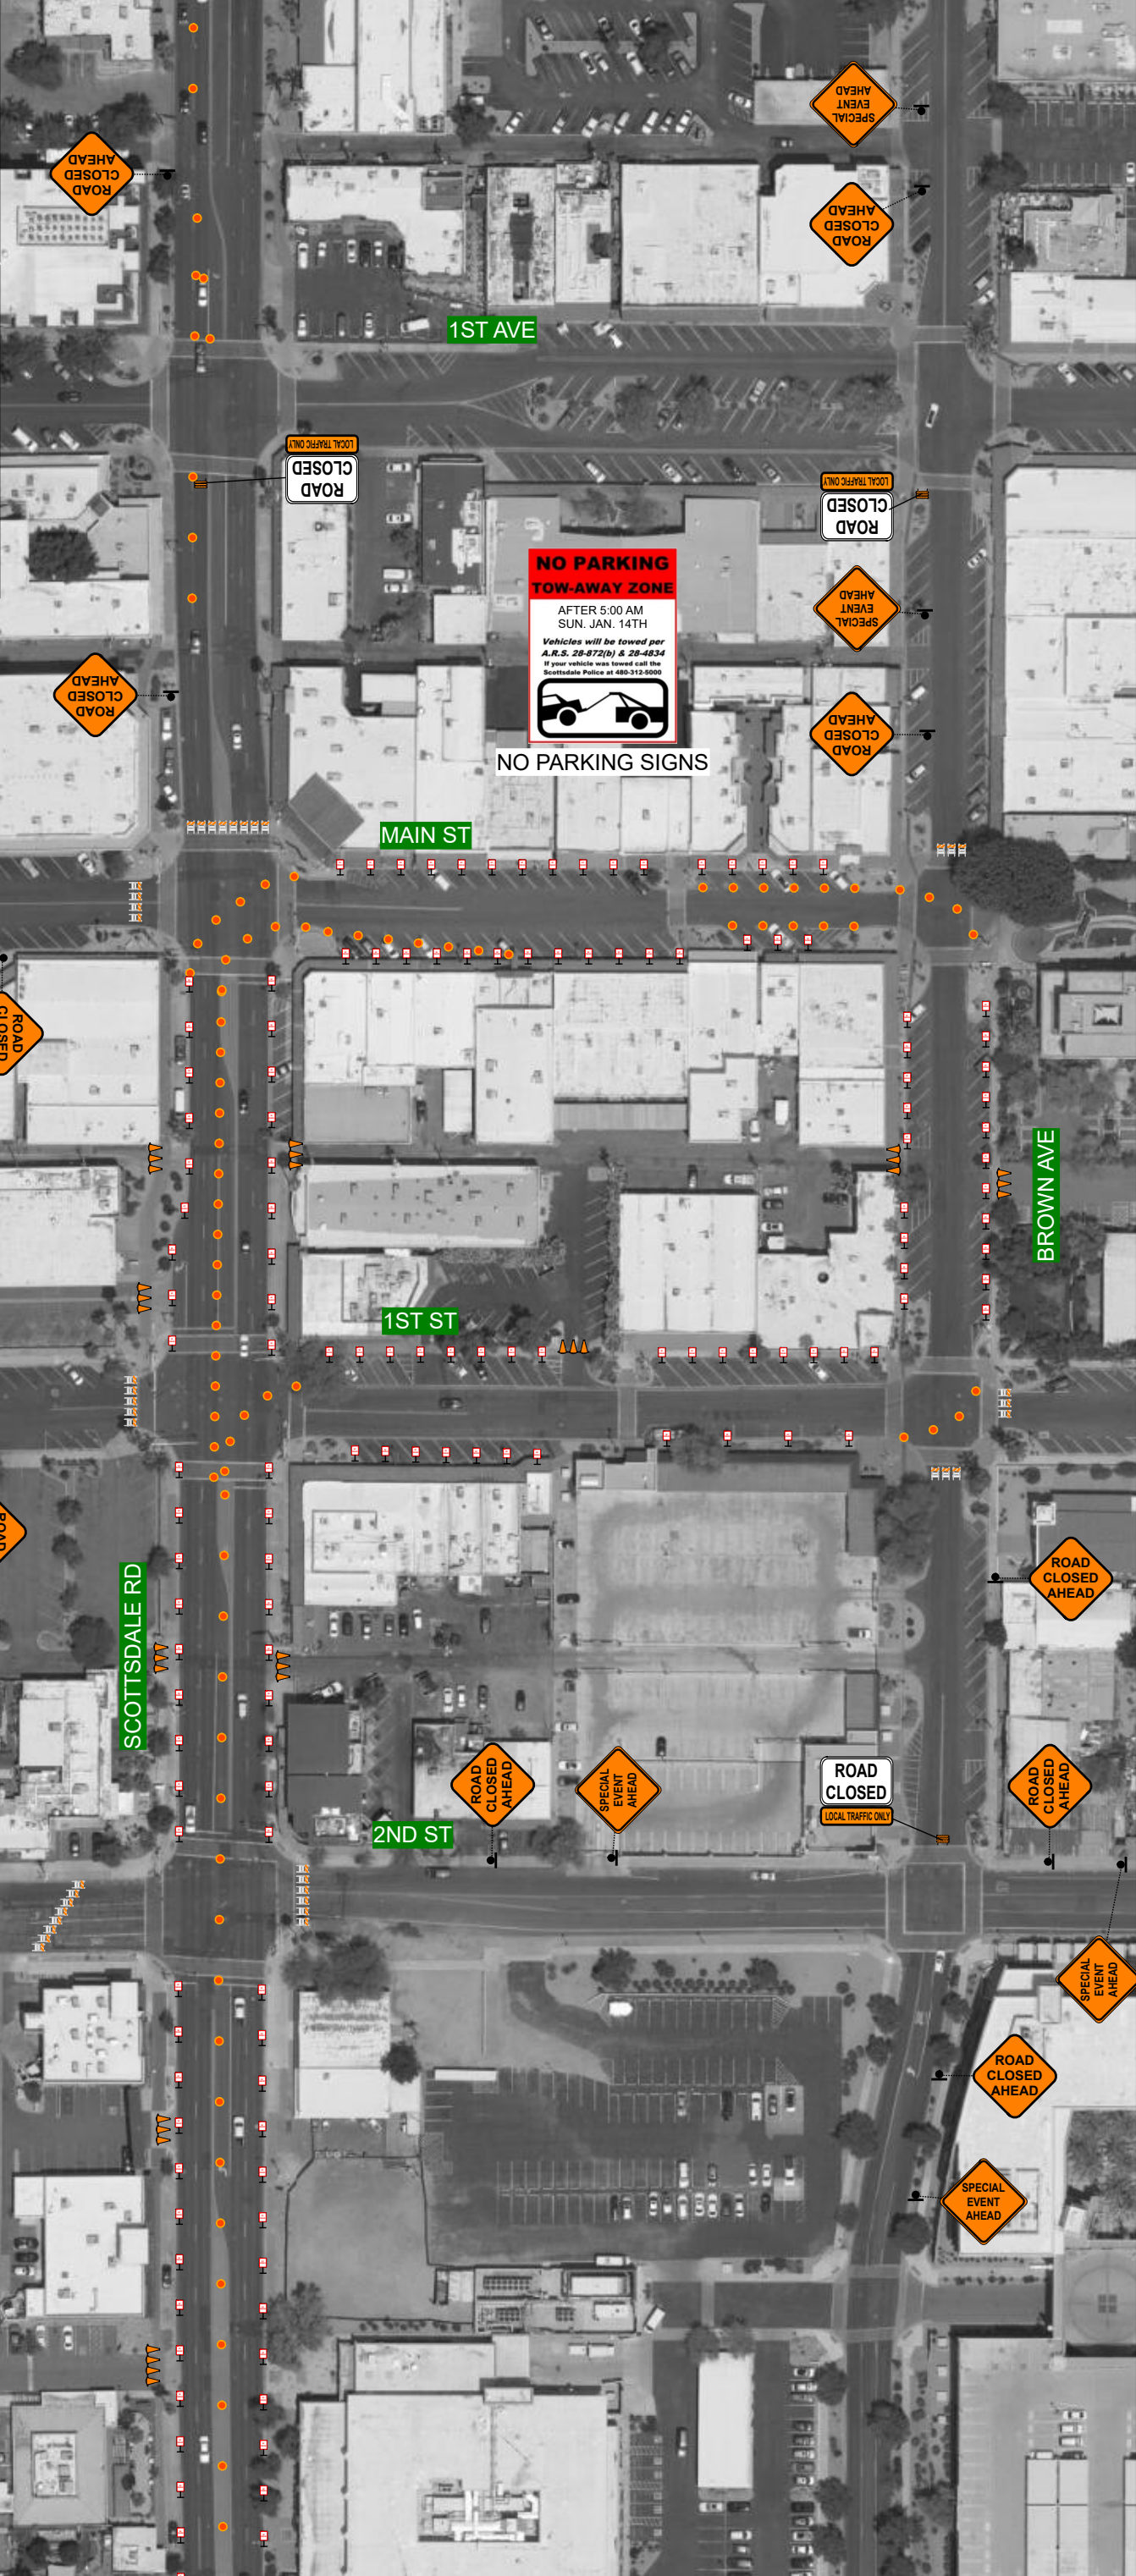 SPECIAL
EVENT
AHEAD
ROAD
CLOSED
AHEAD
ROAD
CLOSED
AHEAD
1ST AVE
ROAD
CLOSED
LOCAL TRAFFIC ONLY
ROAD
CLOSED
LOCAL TRAFFIC ONLY
NO PARKING
TOW-AWAY ZONE
AFTER 5:00 AM
SUN. JAN. 14TH
Vehicles will be towed per
A.R.S. 28-872(b) & 28-4834
If your vehicle was towed call the
Scottsdale Police at 480-312-5000
NO PARKING SIGNS
SPECIAL
EVENT
AHEAD
ROAD
CLOSED
AHEAD
ROAD
CLOSED
AHEAD
MAIN ST
ROAD
CLOSED
BROWN AVE
1ST ST
ROAD
SCOTTSDALE RD
ROAD
CLOSED
AHEAD
ROAD
CLOSED
AHEAD
SPECIAL
EVENT
AHEAD
ROAD
CLOSED
LOCAL TRAFFIC ONLY
ROAD
CLOSED
AHEAD
2ND ST
SPECIAL
EVENT
AHEAD
ROAD
CLOSED
AHEAD
SPECIAL
EVENT
AHEAD